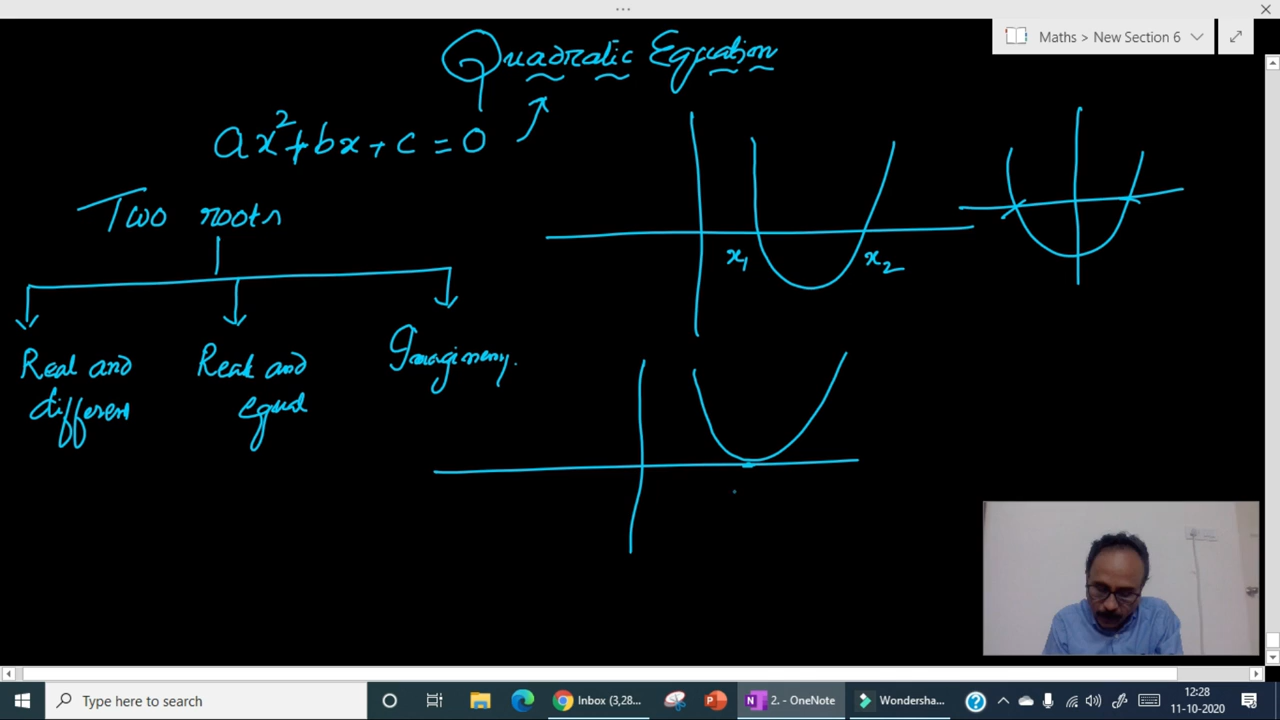 Maths > New Section 6
Quadratic Equation
ax²+bx+c=0
Two roots
x₁ x₂
Real and different
Real and equal
Imaginery.
Type here to search
Inbox (3,28...
2. - OneNote
Wondersha...
12:28
11-10-2020